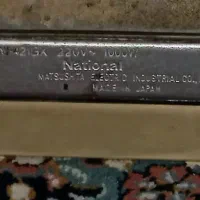 220V~ 1000W
National
MATSUSHITA ELECTRIC INDUSTRIAL CO.,
MADE IN JAPAN